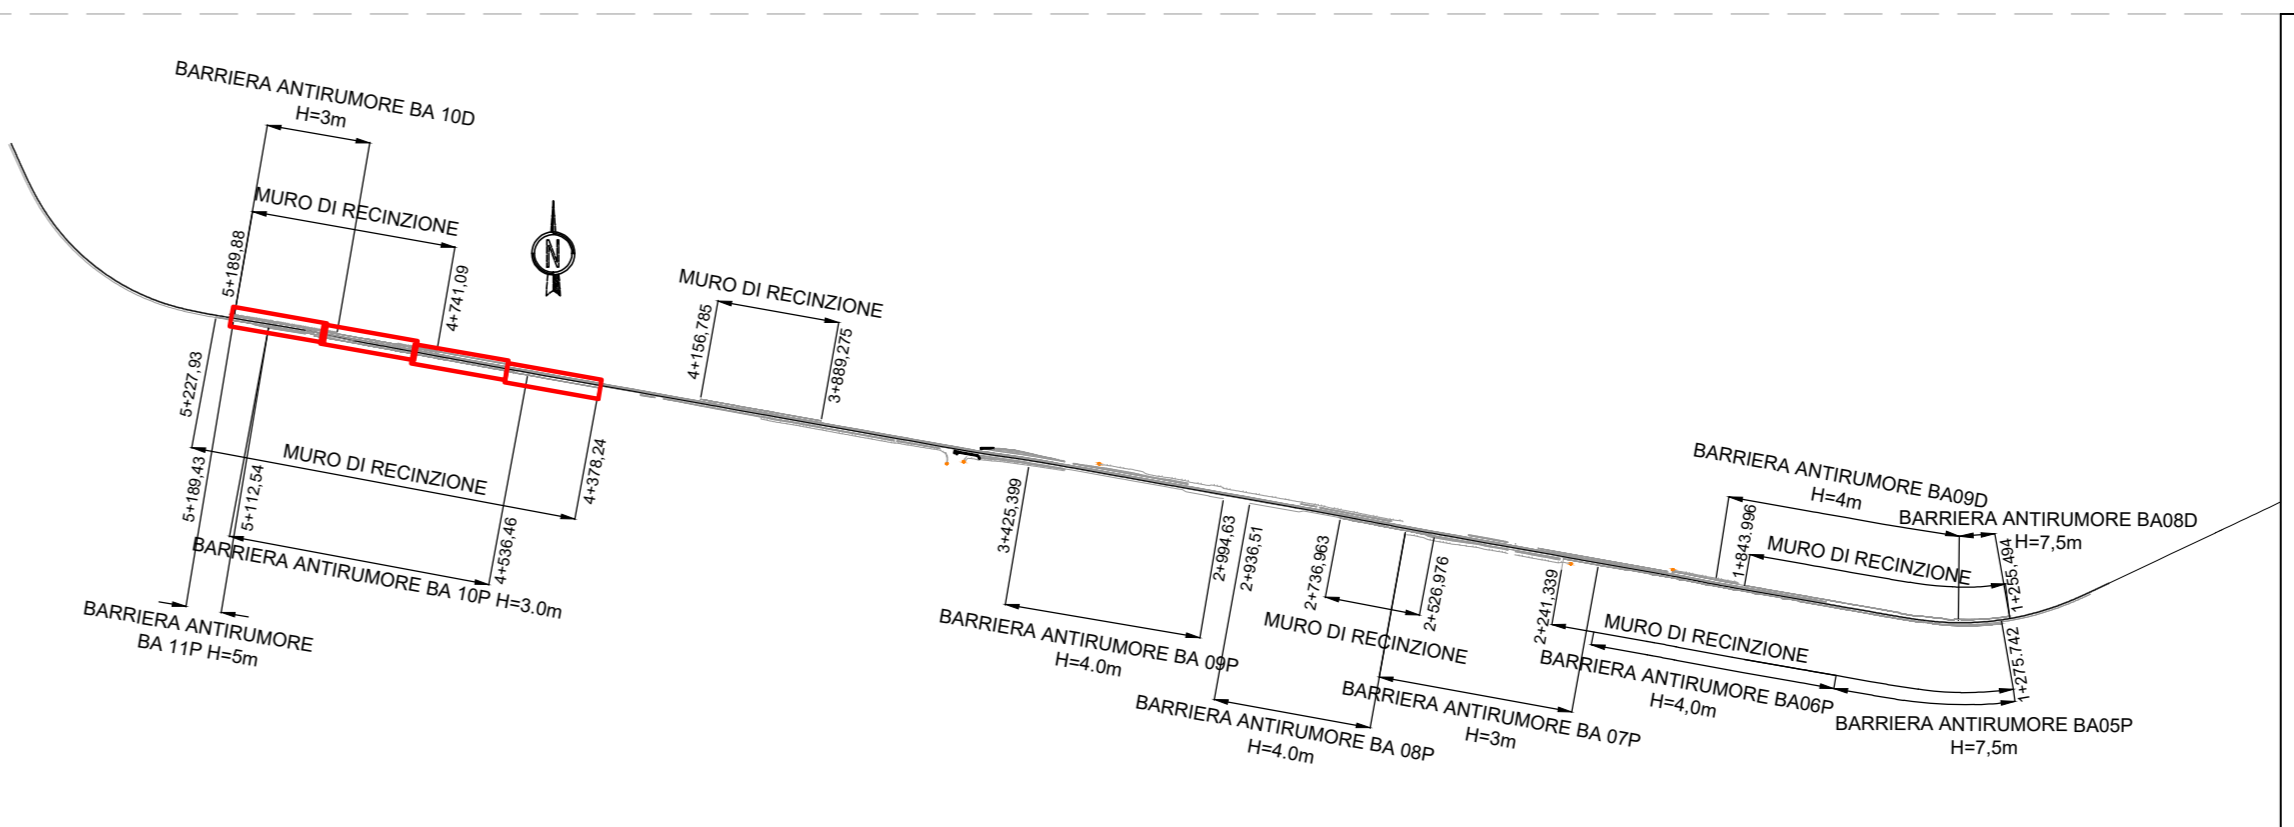 BARRIERA ANTIRUMORE BA 10D
H=3m
MURO DI RECINZIONE
5+189,88
4+741,09
N
MURO DI RECINZIONE
4+156,785
3+889,275
5+227,93
MURO DI RECINZIONE
4+378,24
5+189,43
5+112,54
4+536,46
BARRIERA ANTIRUMORE BA 10P H=3.0m
BARRIERA ANTIRUMORE
BA 11P H=5m
3+425,399
2+994,63
BARRIERA ANTIRUMORE BA 09P
H=4.0m
2+936,51
BARRIERA ANTIRUMORE BA 08P
H=4.0m
2+736,963
2+526,976
MURO DI RECINZIONE
BARRIERA ANTIRUMORE BA 07P
H=3m
2+241,339
MURO DI RECINZIONE
BARRIERA ANTIRUMORE BA06P
H=4,0m
BARRIERA ANTIRUMORE BA09D
H=4m
BARRIERA ANTIRUMORE BA08D
H=7,5m
1+843.996
MURO DI RECINZIONE
1+255,494
1+275.742
BARRIERA ANTIRUMORE BA05P
H=7,5m